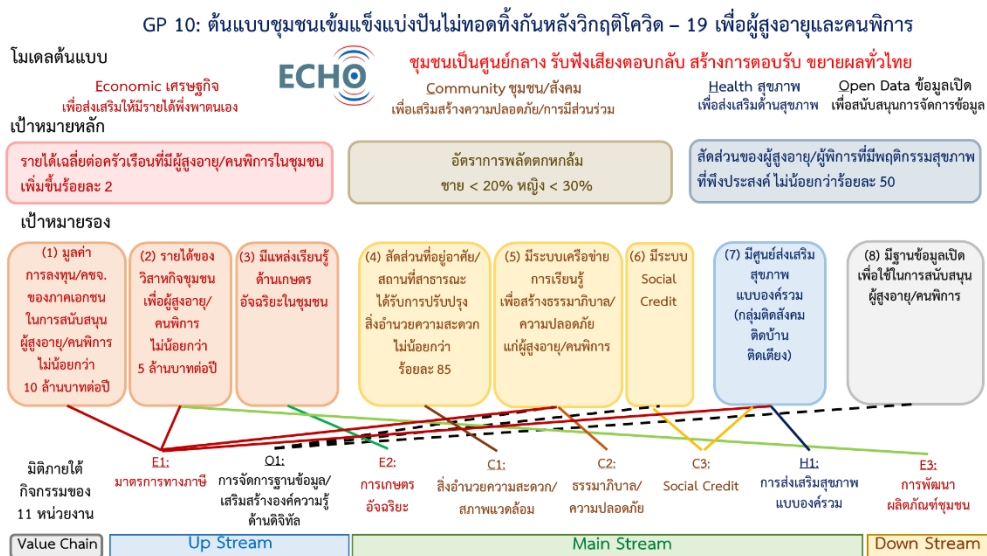 GP 10: ต้นแบบชุมชนเข้มแข็งแบ่งปันไม่ทอดทิ้งกันหลังวิกฤติโควิด – 19 เพื่อผู้สูงอายุและคนพิการ
โมเดลต้นแบบ
ECHO
ชุมชนเป็นศูนย์กลาง รับฟังเสียงตอบกลับ สร้างการตอบรับ ขยายผลทั่วไทย
Economic เศรษฐกิจ
เพื่อส่งเสริมให้มีรายได้พึ่งพาตนเอง
Community ชุมชน/สังคม
เพื่อเสริมสร้างความปลอดภัย/การมีส่วนร่วม
Health สุขภาพ
เพื่อส่งเสริมด้านสุขภาพ
Open Data ข้อมูลเปิด
เพื่อสนับสนุนการจัดการข้อมูล
เป้าหมายหลัก
รายได้เฉลี่ยต่อครัวเรือนที่มีผู้สูงอายุ/คนพิการในชุมชน
เพิ่มขึ้นร้อยละ 2
อัตราการพลัดตกหกล้ม
ชาย < 20% หญิง < 30%
สัดส่วนของผู้สูงอายุ/ผู้พิการที่มีพฤติกรรมสุขภาพ
ที่พึงประสงค์ ไม่น้อยกว่าร้อยละ 50
เป้าหมายรอง
(1) มูลค่า
การลงทุน/คชจ.
ของภาคเอกชน
ในการสนับสนุน
ผู้สูงอายุ/คนพิการ
ไม่น้อยกว่า
10 ล้านบาทต่อปี
(2) รายได้ของ
วิสาหกิจชุมชน
เพื่อผู้สูงอายุ/
คนพิการ
ไม่น้อยกว่า
5 ล้านบาทต่อปี
(3) มีแหล่งเรียนรู้
ด้านเกษตร
อัจฉริยะในชุมชน
(4) สัดส่วนที่อยู่อาศัย/
สถานที่สาธารณะ
ได้รับการปรับปรุง
สิ่งอำนวยความสะดวก
ไม่น้อยกว่า
ร้อยละ 85
(5) มีระบบเครือข่าย
การเรียนรู้
เพื่อสร้างธรรมาภิบาล/
ความปลอดภัย
แก่ผู้สูงอายุ/คนพิการ
(6) มีระบบ
Social
Credit
(7) มีศูนย์ส่งเสริม
สุขภาพ
แบบองค์รวม
(กลุ่มติดสังคม
ติดบ้าน
ติดเตียง)
(8) มีฐานข้อมูลเปิด
เพื่อใช้ในการสนับสนุน
ผู้สูงอายุ/คนพิการ
มิติภายใต้
กิจกรรมของ
11 หน่วยงาน
E1:
มาตรการทางภาษี
O1:
การจัดการฐานข้อมูล/
เสริมสร้างองค์ความรู้
ด้านดิจิทัล
E2:
การเกษตร
อัจฉริยะ
C1:
สิ่งอำนวยความสะดวก/
สภาพแวดล้อม
C2:
ธรรมาภิบาล/
ความปลอดภัย
C3:
Social Credit
H1:
การส่งเสริมสุขภาพ
แบบองค์รวม
E3:
การพัฒนา
ผลิตภัณฑ์ชุมชน
Value Chain
Up Stream
Main Stream
Down Stream